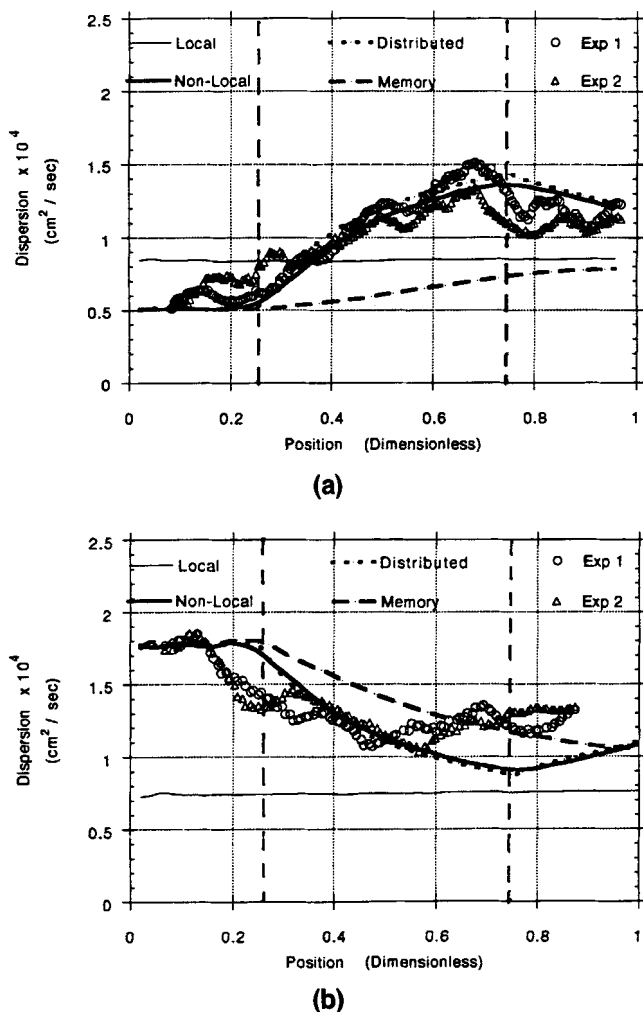 2.5
Local
Distributed
Exp 1
Non-Local
Memory
Exp 2
2
1.5
1
0.5
0
Dispersion x 10^4
(cm^2 / sec)
0 0.2 0.4 0.6 0.8 1
Position (Dimensionless)
(a)
2.5
Local
Distributed
Exp 1
Non-Local
Memory
Exp 2
2
1.5
1
0.5
0
Dispersion x 10^4
(cm^2 / sec)
0 0.2 0.4 0.6 0.8 1
Position (Dimensionless)
(b)